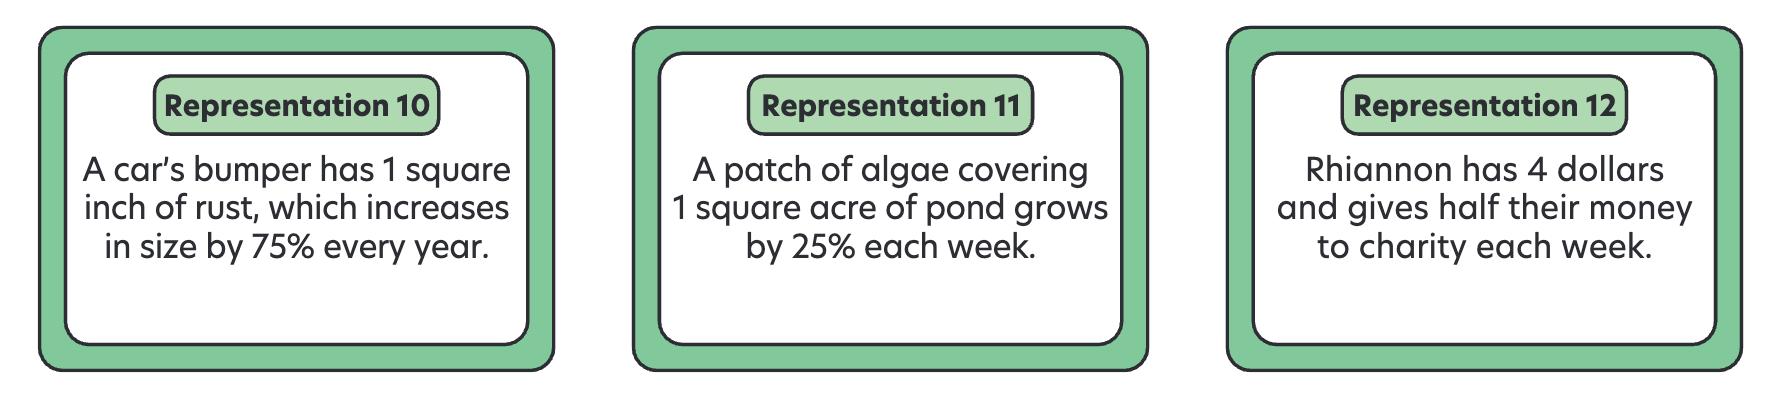 Representation 10
A car's bumper has 1 square
inch of rust, which increases
in size by 75% every year.
Representation 11
A patch of algae covering
1 square acre of pond grows
by 25% each week.
Representation 12
Rhiannon has 4 dollars
and gives half their money
to charity each week.